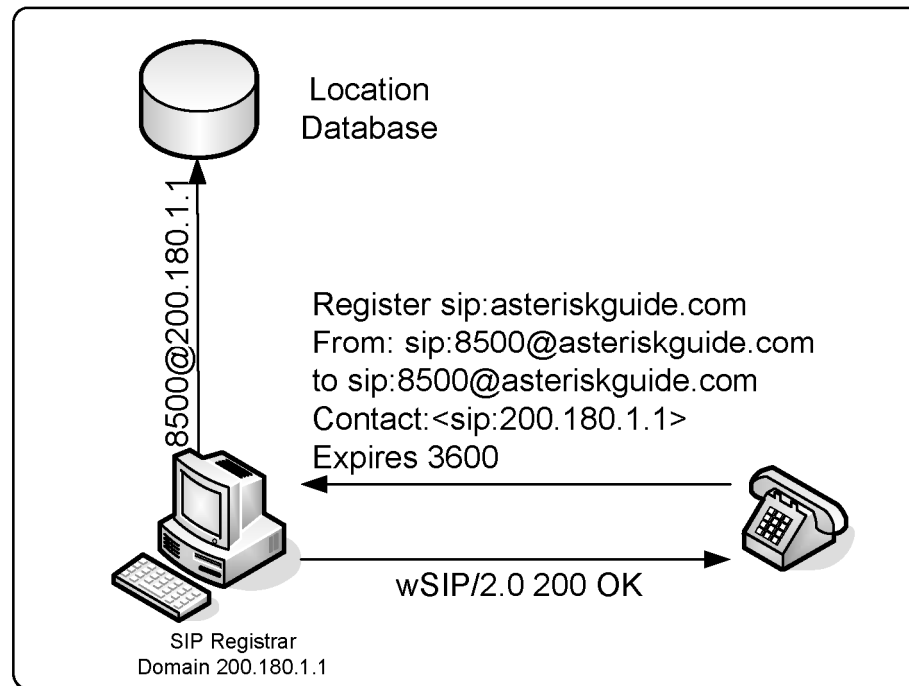 Location
Database
8500@200.180.1.1
Register sip:asteriskguide.com
From: sip:8500@asteriskguide.com
to sip:8500@asteriskguide.com
Contact:<sip:200.180.1.1>
Expires 3600
wSIP/2.0 200 OK
SIP Registrar
Domain 200.180.1.1